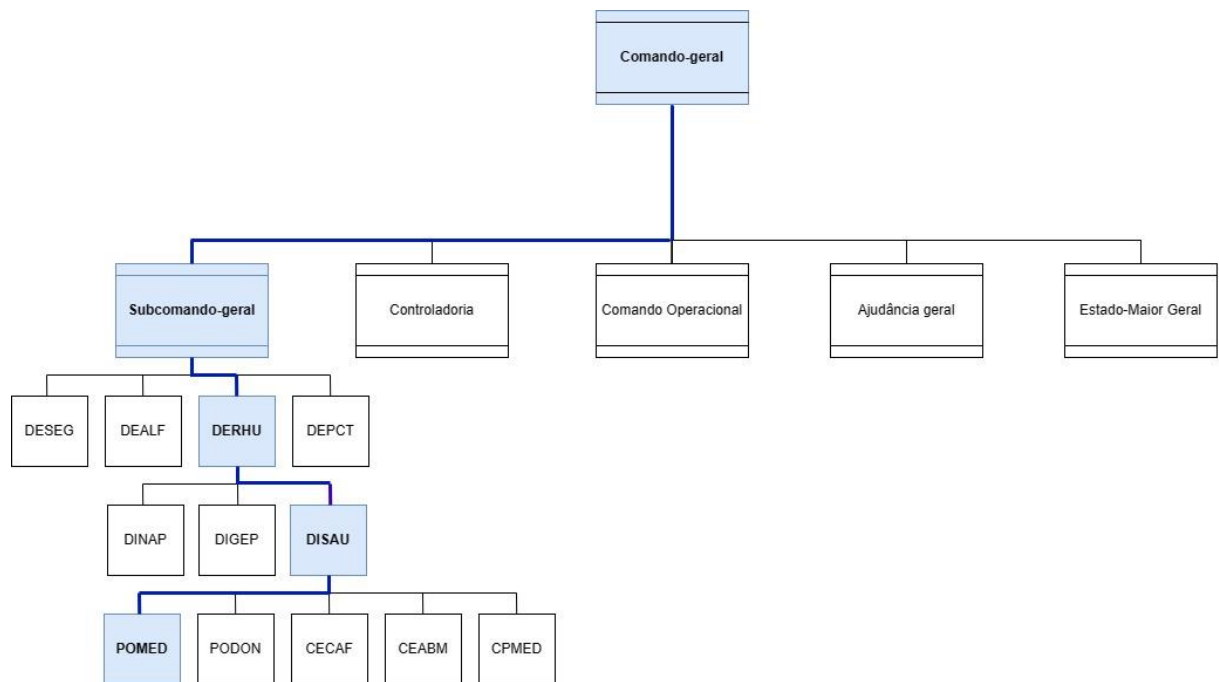 Comando-geral
Subcomando-geral
Controladoria
Comando Operacional
Ajudância geral
Estado-Maior Geral
DESEG
DEALF
DERHU
DEPCT
DINAP
DIGEP
DISAU
POMED
PODON
CECAF
CEABM
CPMED